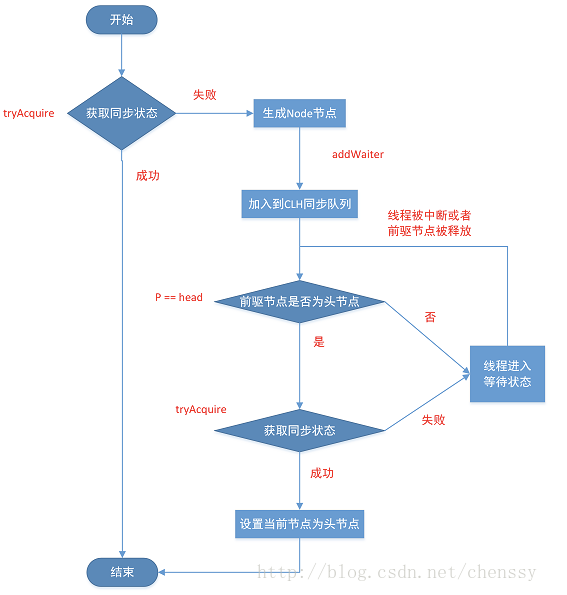 开始
tryAcquire
获取同步状态
失败
生成Node节点
成功
addWaiter
加入到CLH同步队列
线程被中断或者
前驱节点被释放
P == head
前驱节点是否为头节点
否
是
线程进入
等待状态
tryAcquire
获取同步状态
失败
成功
设置当前节点为头节点
结束
http://blog.csdn.net/chenssy